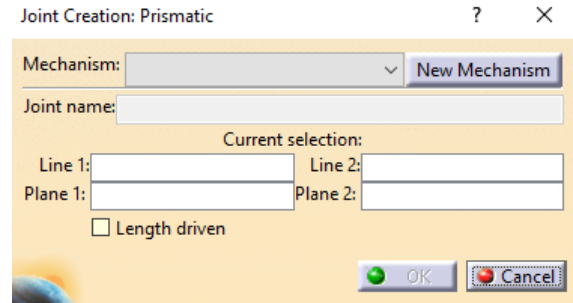 Joint Creation: Prismatic ? ×
Mechanism: New Mechanism
Joint name:
Current selection:
Line 1: Line 2:
Plane 1: Plane 2:
Length driven
OK Cancel